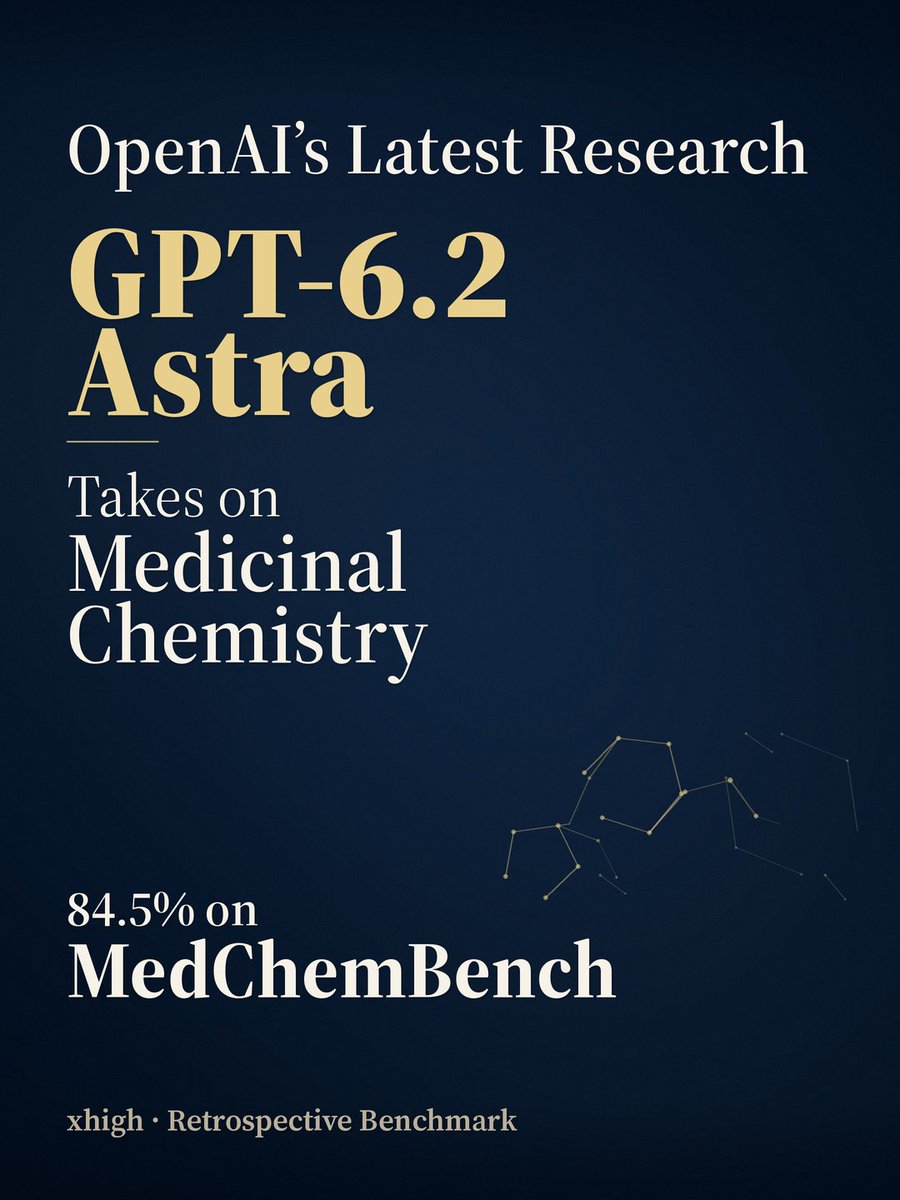 OpenAI’s Latest Research
GPT-6.2
Astra
Takes on
Medicinal
Chemistry
84.5% on
MedChemBench
xhigh · Retrospective Benchmark